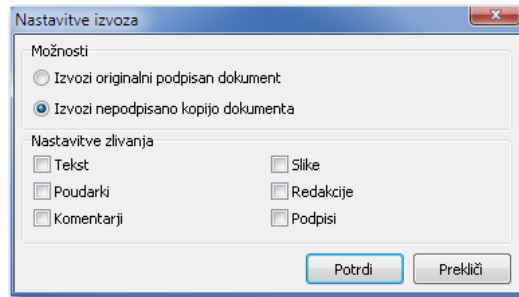 Nastavitve izvoza
Možnosti
Izvozi originalni podpisan dokument
Izvozi nepodpisano kopijo dokumenta
Nastavitve zlivanja
Tekst
Slike
Poudarki
Redakcije
Komentarji
Podpisi
Potrdi
Prekliči